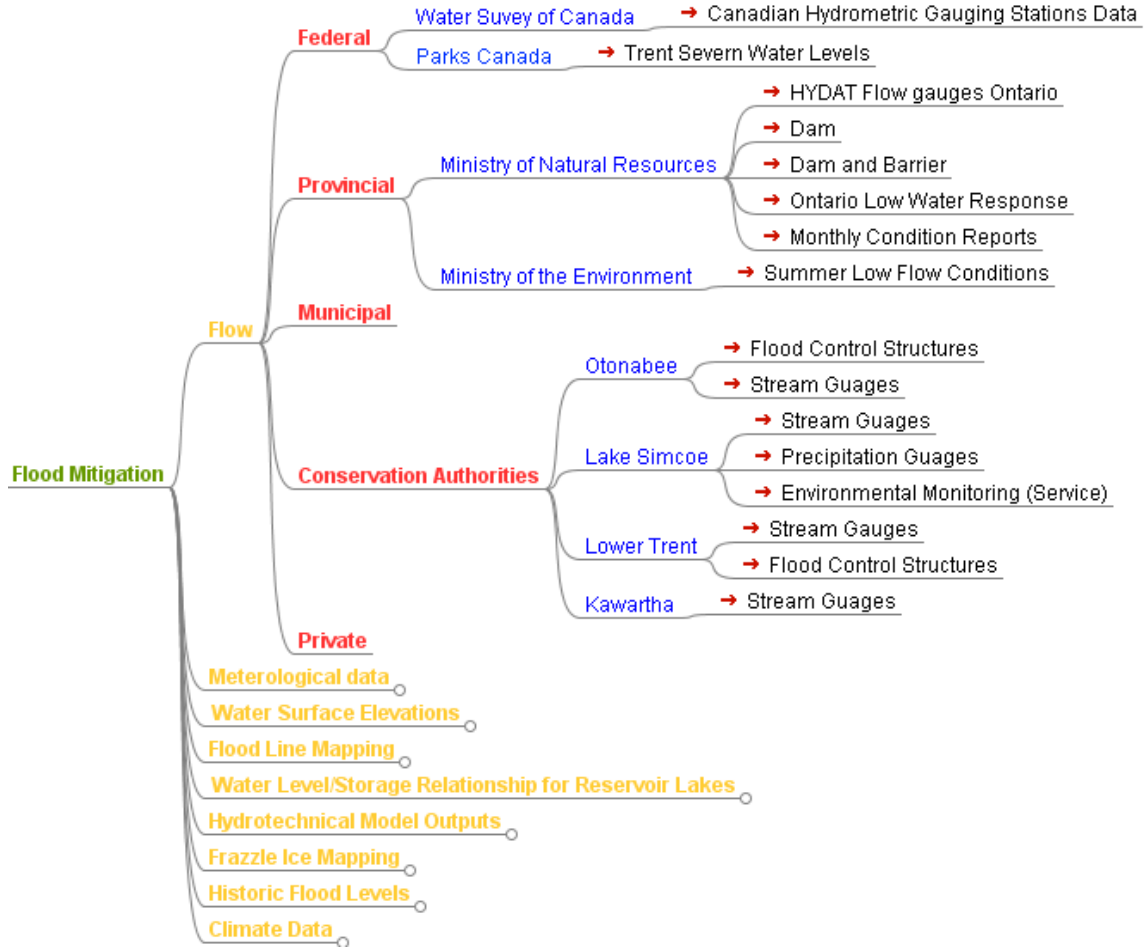 Water Suvey of Canada
➔ Canadian Hydrometric Gauging Stations Data
Federal
Parks Canada
➔ Trent Severn Water Levels
➔ HYDAT Flow gauges Ontario
➔ Dam
Ministry of Natural Resources
➔ Dam and Barrier
Provincial
➔ Ontario Low Water Response
➔ Monthly Condition Reports
Ministry of the Environment
➔ Summer Low Flow Conditions
Municipal
Flow
➔ Flood Control Structures
Otonabee
➔ Stream Guages
➔ Stream Guages
Lake Simcoe
➔ Precipitation Guages
Flood Mitigation
Conservation Authorities
➔ Environmental Monitoring (Service)
➔ Stream Gauges
Lower Trent
➔ Flood Control Structures
Kawartha
➔ Stream Guages
Private
Meterological data
Water Surface Elevations
Flood Line Mapping
Water Level/Storage Relationship for Reservoir Lakes
Hydrotechnical Model Outputs
Frazzle Ice Mapping
Historic Flood Levels
Climate Data